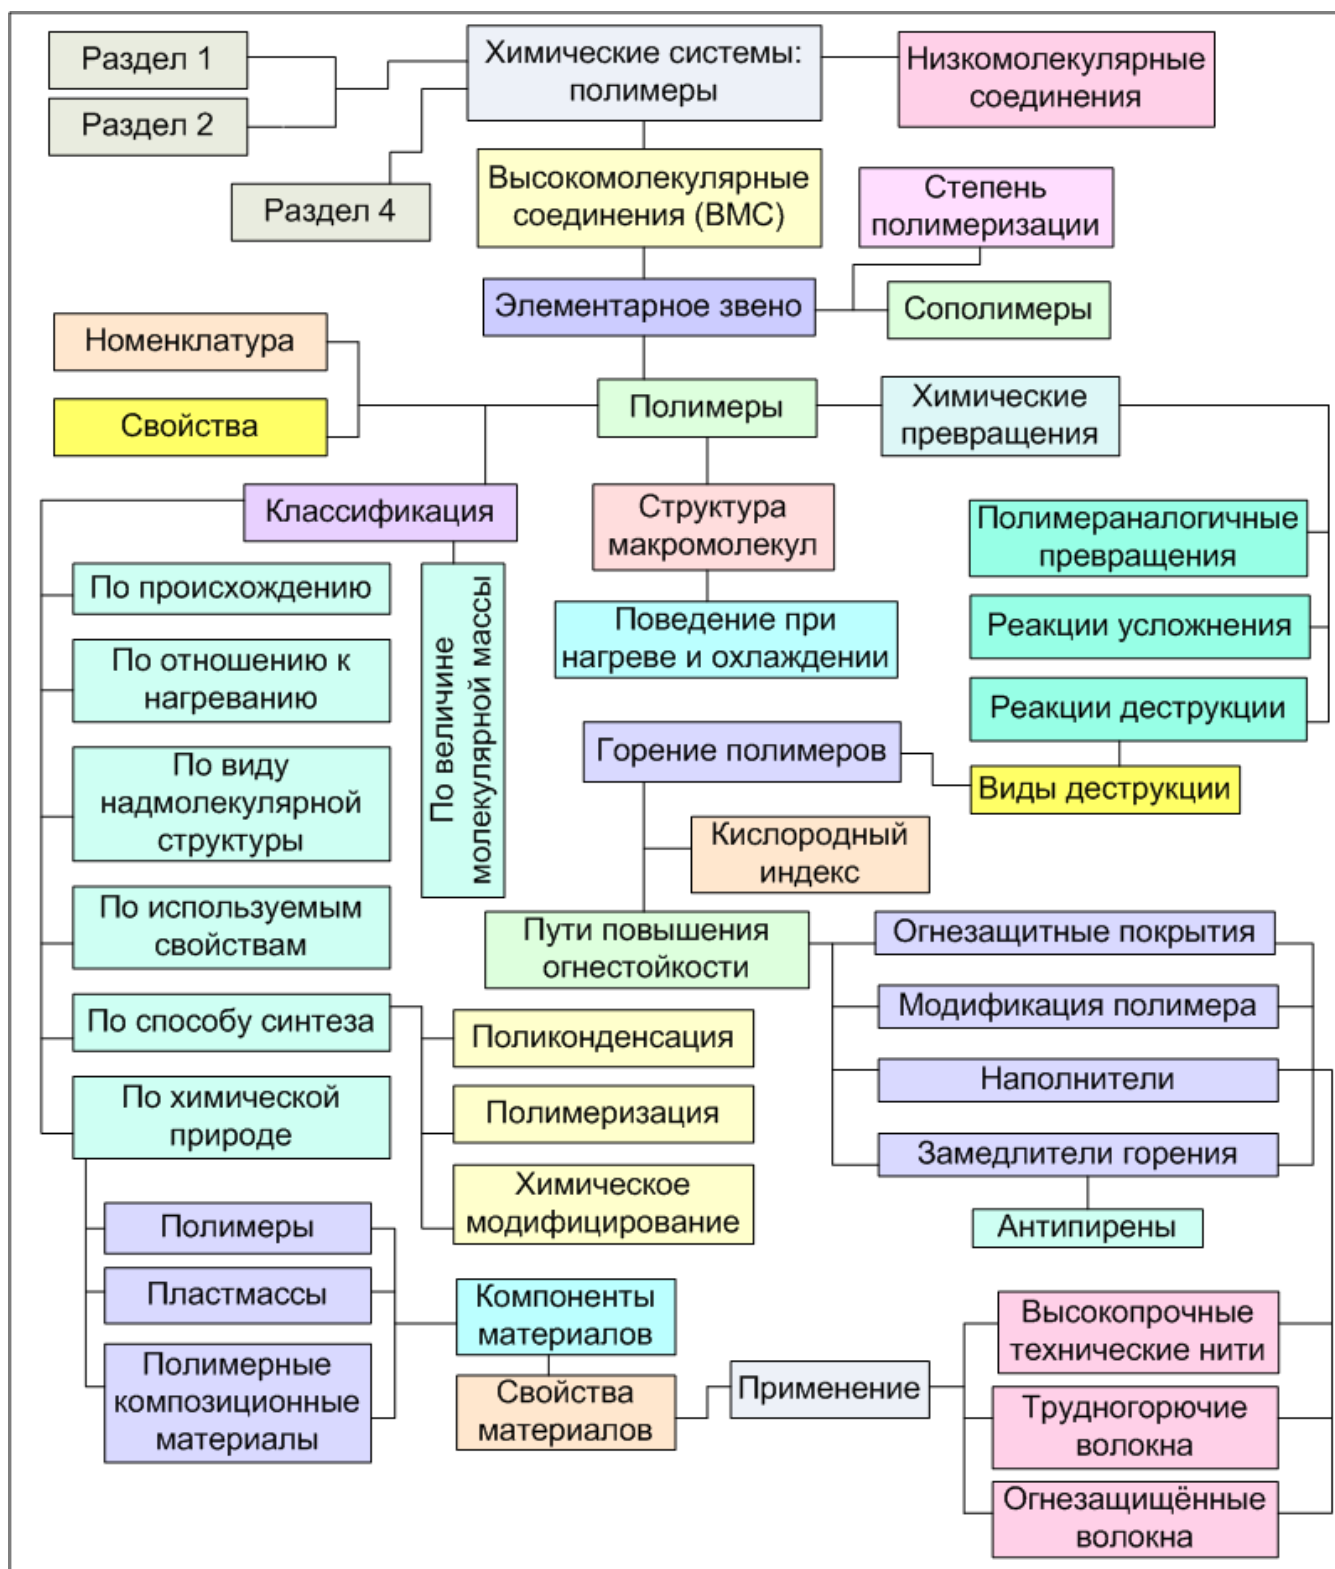 Раздел 1
Раздел 2
Химические системы:
полимеры
Низкомолекулярные
соединения
Раздел 4
Высокомолекулярные
соединения (ВМС)
Степень
полимеризации
Элементарное звено
Сополимеры
Номенклатура
Свойства
Полимеры
Химические
превращения
Классификация
Структура
макромолекул
Полимераналогичные
превращения
По происхождению
По величине
молекулярной массы
Поведение при
нагреве и охлаждении
Реакции усложнения
По отношению к
нагреванию
Реакции деструкции
Горение полимеров
Виды деструкции
По виду
надмолекулярной
структуры
Кислородный
индекс
По используемым
свойствам
Пути повышения
огнестойкости
Огнезащитные покрытия
Модификация полимера
Наполнители
Замедлители горения
Антипирены
По способу синтеза
Поликонденсация
Полимеризация
Химическое
модифицирование
По химической
природе
Полимеры
Пластмассы
Полимерные
композиционные
материалы
Компоненты
материалов
Свойства
материалов
Применение
Высокопрочные
технические нити
Трудногорючие
волокна
Огнезащищённые
волокна